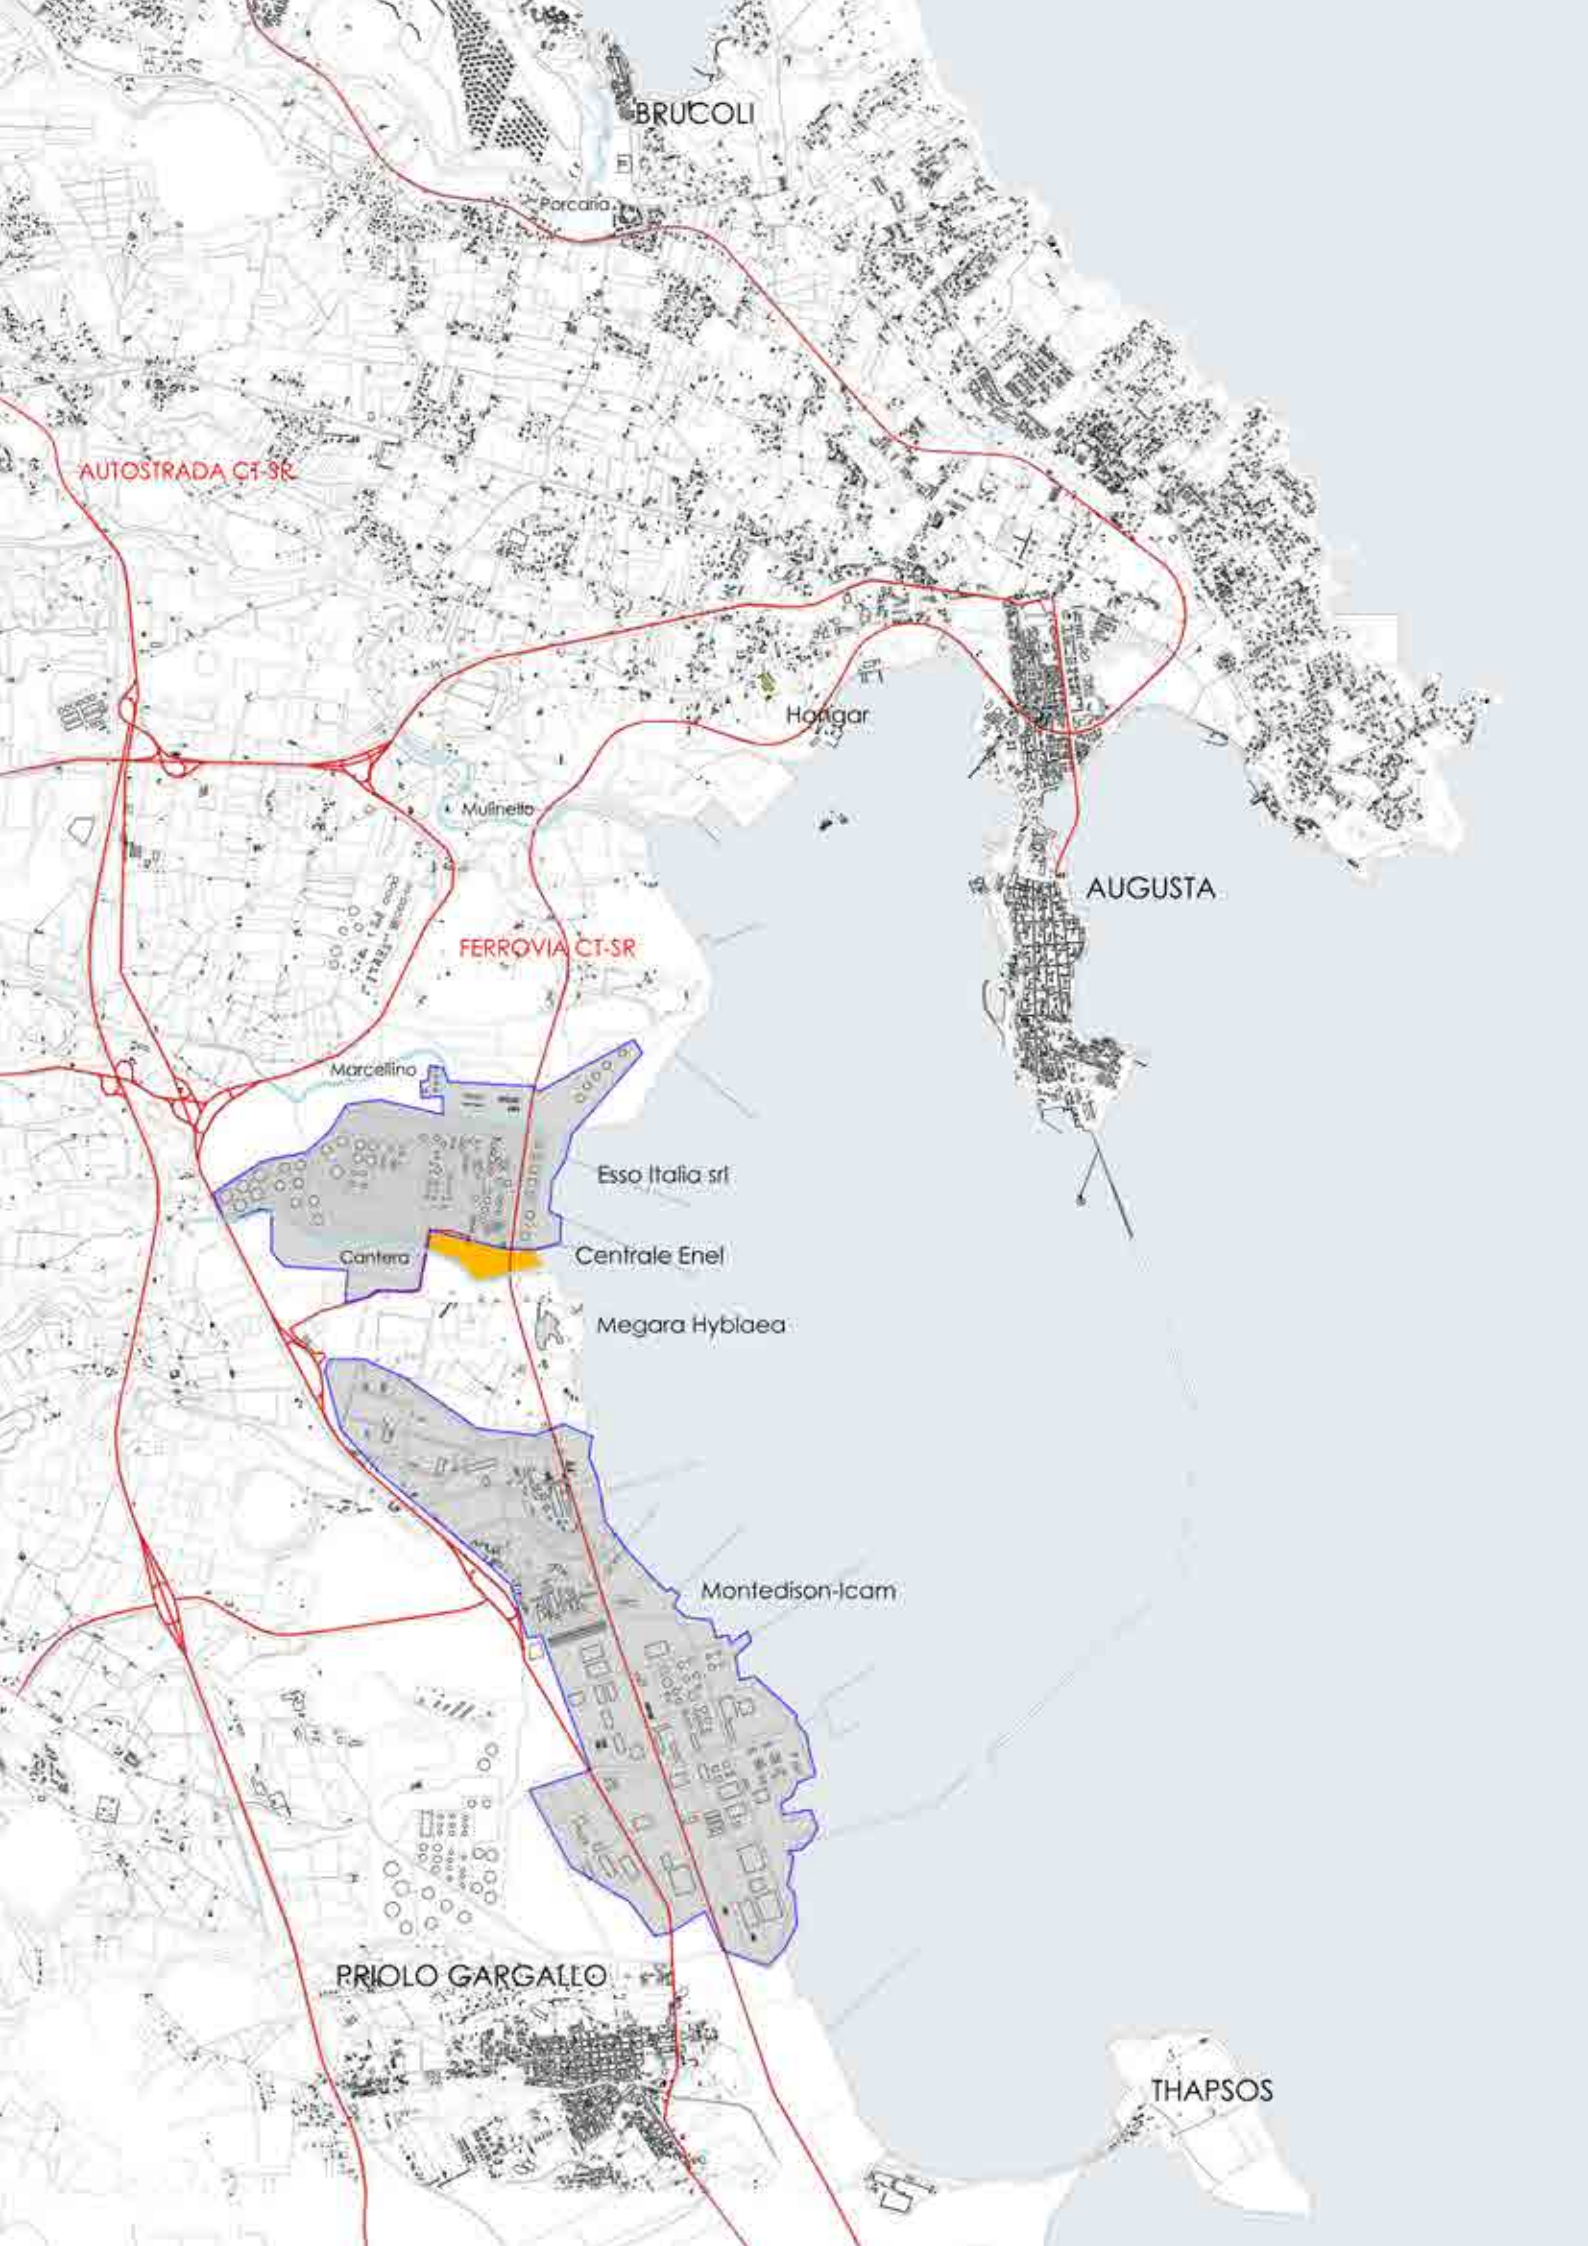 BRUCOLI
Porcaria
AUTOSTRADA CT-SR
Hangar
Mulinello
AUGUSTA
FERROVIA CT-SR
Marcellino
Esso Italia srl
Centrale Enel
Cantera
Megara Hyblaea
Montedison-Icam
PRIOLO GARGALLO
THAPSOS